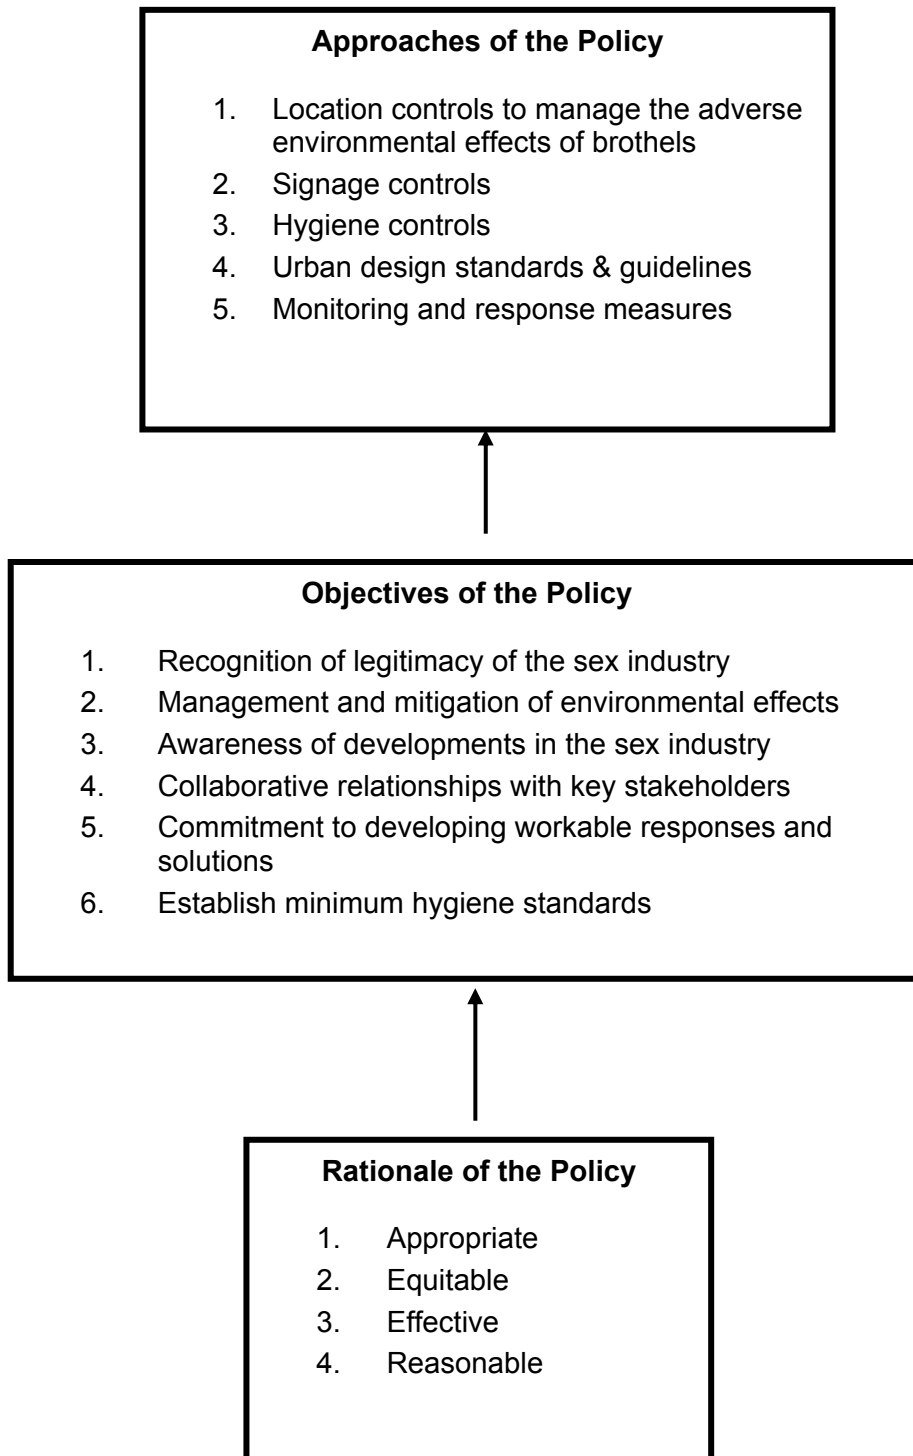 Approaches of the Policy
1. Location controls to manage the adverse
environmental effects of brothels
2. Signage controls
3. Hygiene controls
4. Urban design standards & guidelines
5. Monitoring and response measures
Objectives of the Policy
1. Recognition of legitimacy of the sex industry
2. Management and mitigation of environmental effects
3. Awareness of developments in the sex industry
4. Collaborative relationships with key stakeholders
5. Commitment to developing workable responses and
solutions
6. Establish minimum hygiene standards
Rationale of the Policy
1. Appropriate
2. Equitable
3. Effective
4. Reasonable